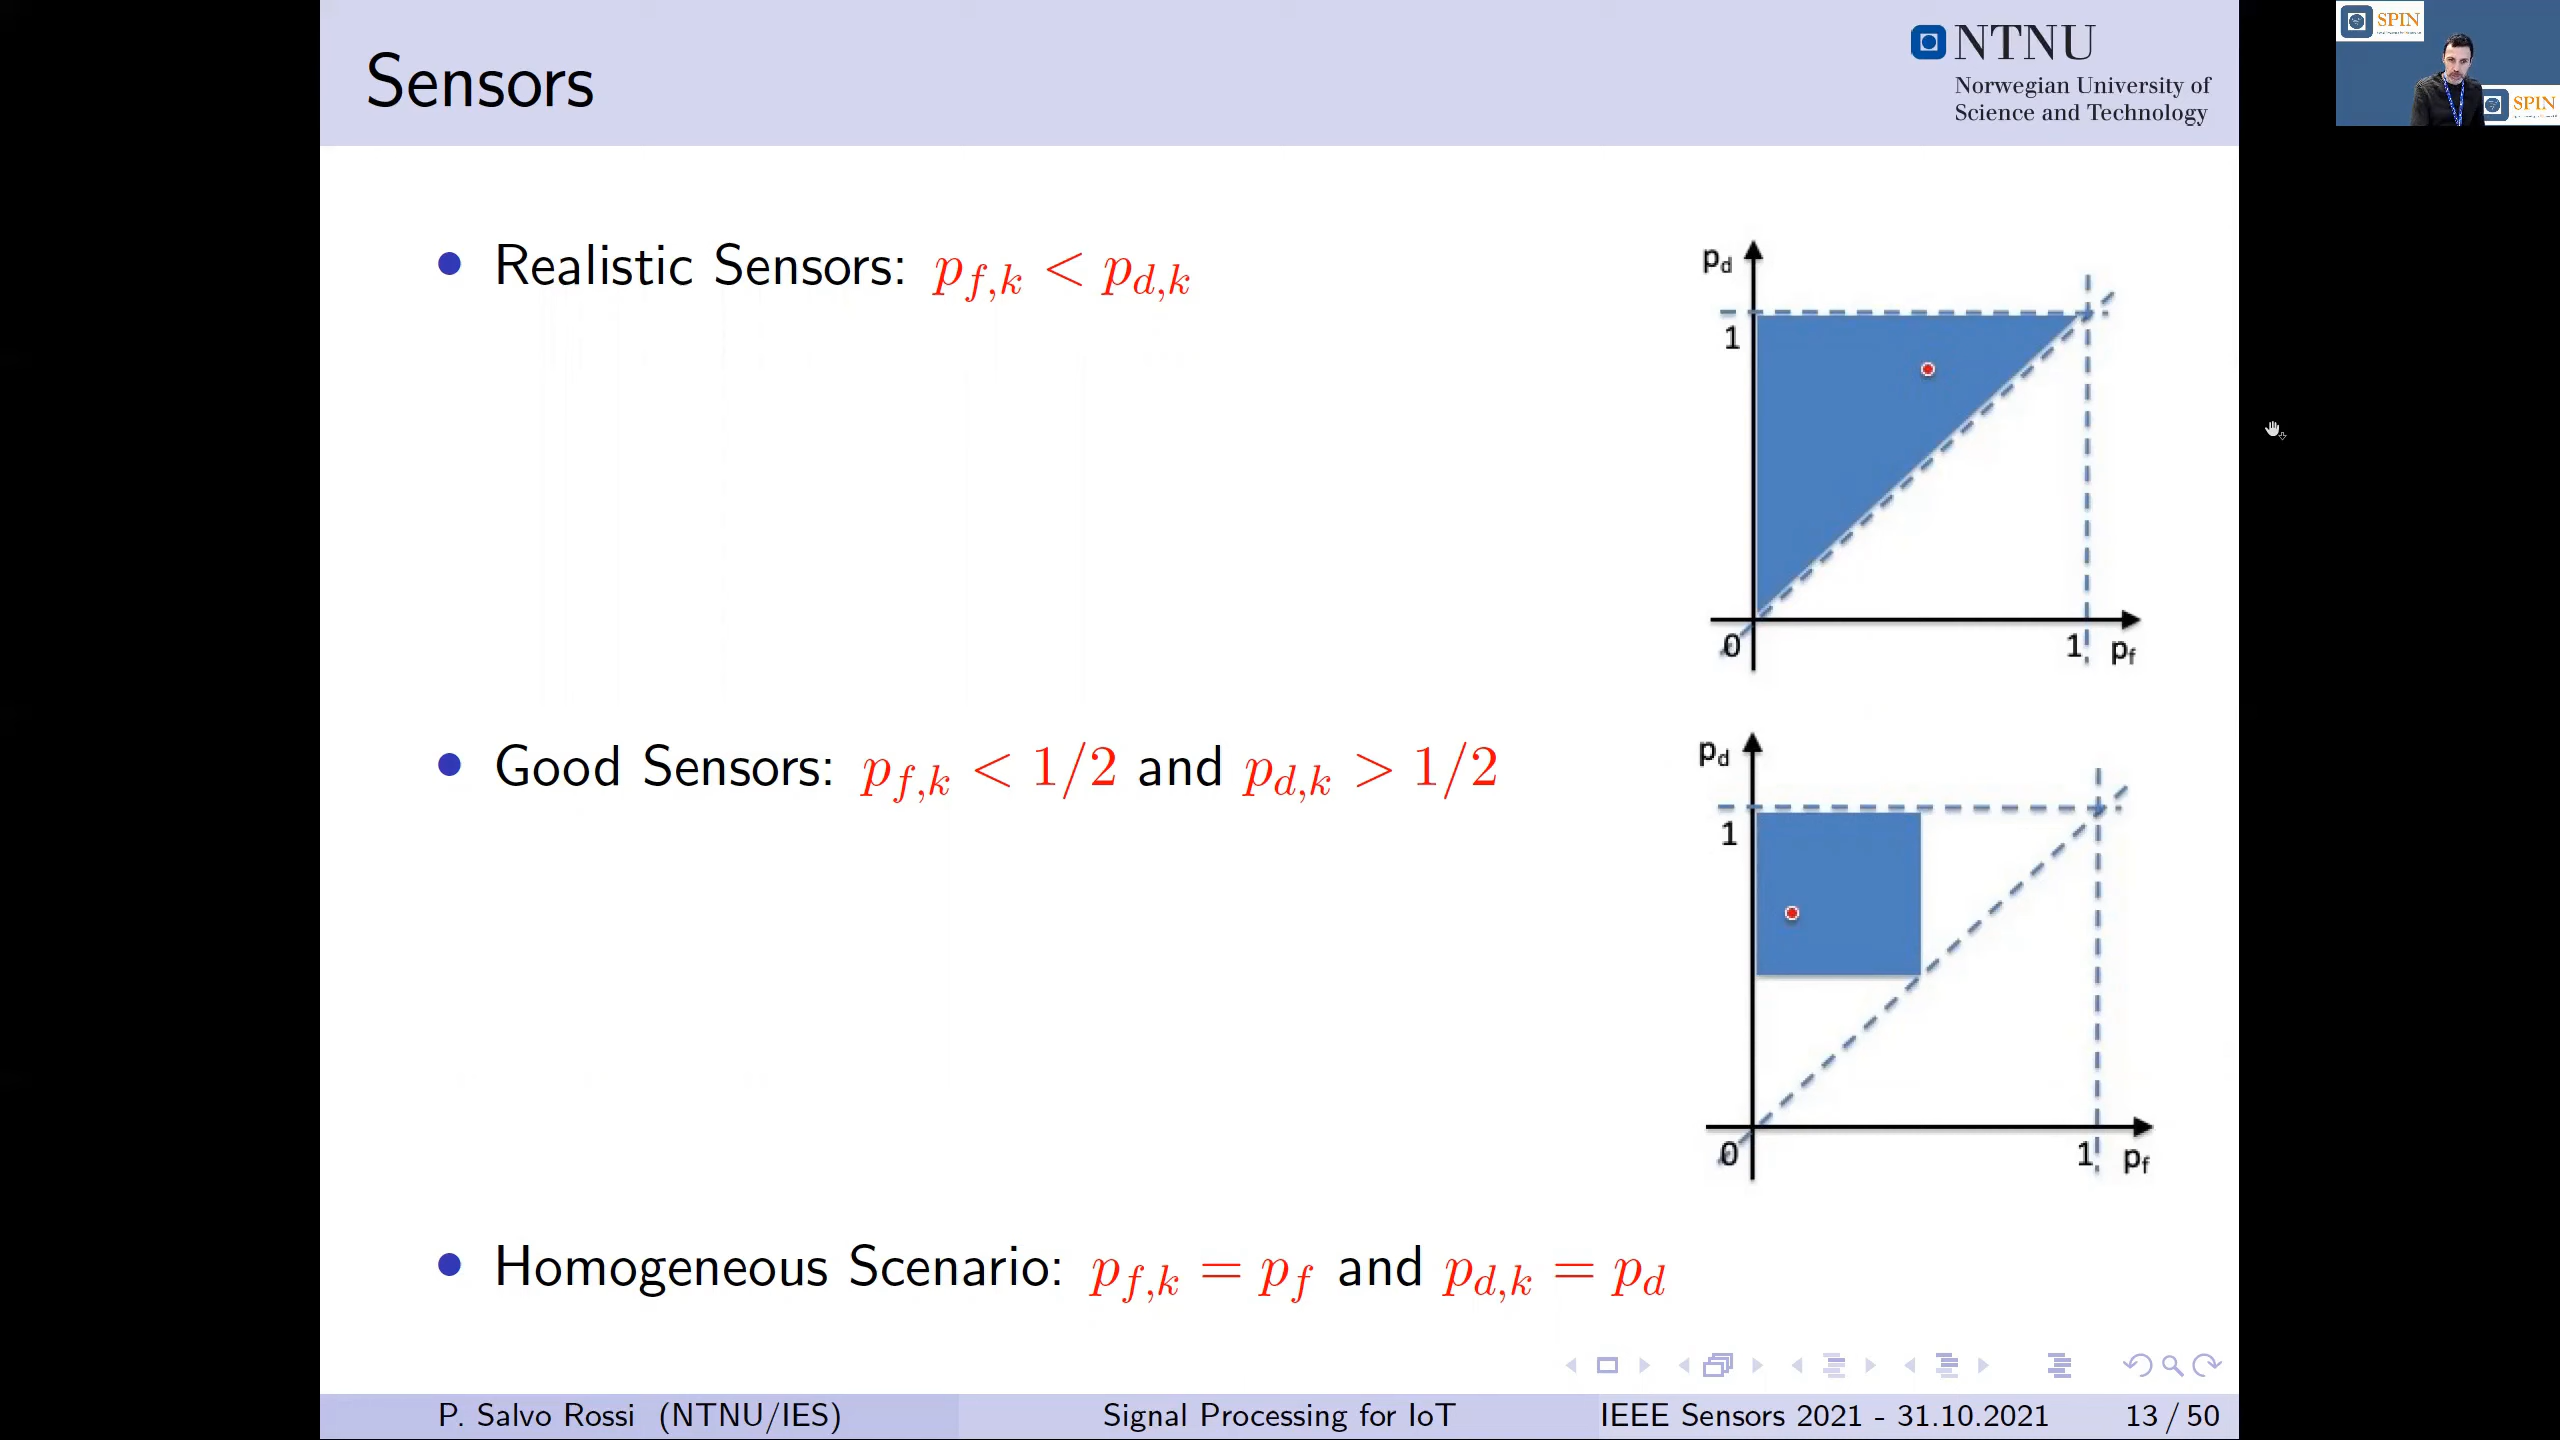 Sensors
NTNU
Norwegian University of
Science and Technology
SPIN
SPIN
• Realistic Sensors: p_{f,k} < p_{d,k}
p_d
1
0
1
p_f
• Good Sensors: p_{f,k} < 1/2 and p_{d,k} > 1/2
p_d
1
0
1
p_f
• Homogeneous Scenario: p_{f,k} = p_f and p_{d,k} = p_d
P. Salvo Rossi (NTNU/IES)
Signal Processing for IoT
IEEE Sensors 2021 - 31.10.2021
13 / 50